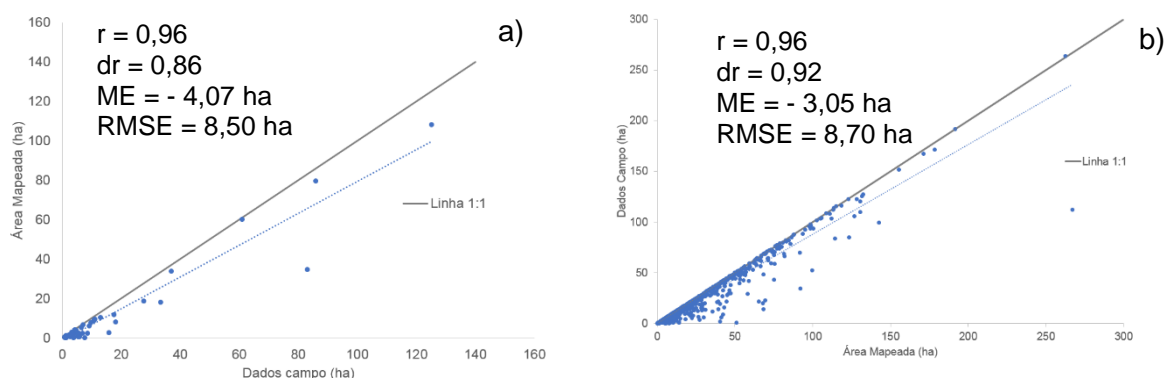 a)
r = 0,96
dr = 0,86
ME = - 4,07 ha
RMSE = 8,50 ha
Área Mapeada (ha)
160
140
120
100
80
60
40
20
0
Linha 1:1
0 20 40 60 80 100 120 140 160
Dados campo (ha)
b)
r = 0,96
dr = 0,92
ME = - 3,05 ha
RMSE = 8,70 ha
Dados Campo (ha)
300
250
200
150
100
50
0
Linha 1:1
0 50 100 150 200 250 300
Área Mapeada (ha)